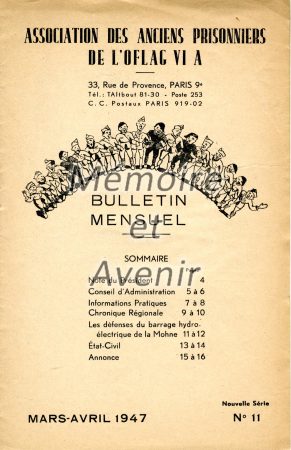 ASSOCIATION DES ANCIENS PRISONNIERS
DE L'OFLAG VI A
33, Rue de Provence, PARIS 9e
Tél.: TAItbout 81-30 - Poste 253
C. C. Postaux PARIS 919-02
Mémoire
BULLETIN
MENSUEL
et
SOMMAIRE
Avenir
Note du Président 4
Conseil d'Administration 5 à 6
Informations Pratiques 7 à 8
Chronique Régionale 9 à 10
Les défenses du barrage hydro-
électrique de la Mohne 11 à 12
État-Civil 13 à 14
Annonce 15 à 16
Nouvelle Série
MARS-AVRIL 1947 N° 11